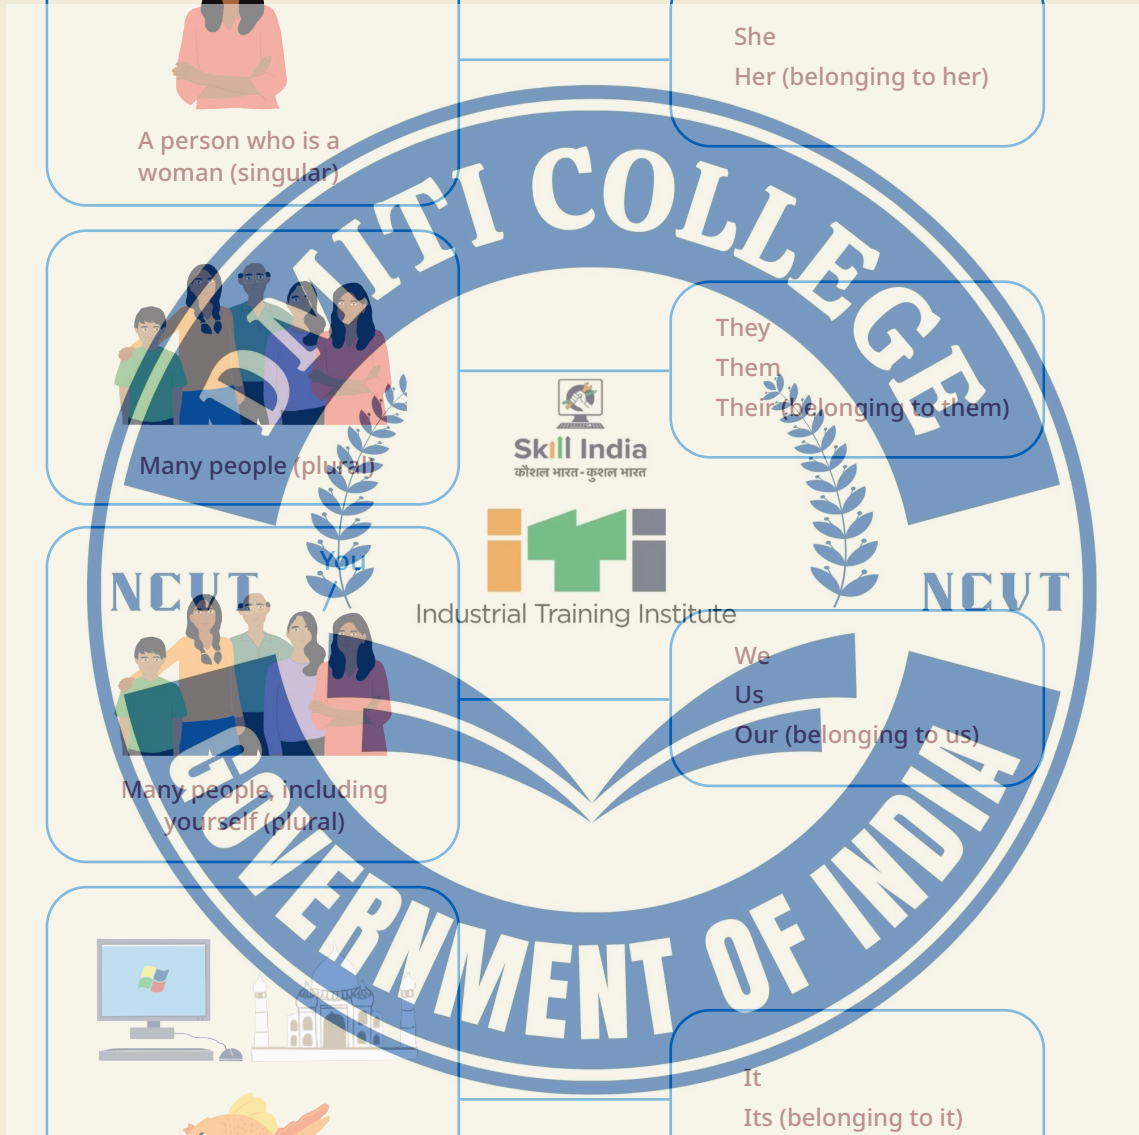 She
Her (belonging to her)
A person who is a
woman (singular)
DMITI COLLEGE
They
Them
Their (belonging to them)
Many people (plural)
Skill India
कौशल भारत - कुशल भारत
iTi
Industrial Training Institute
You
NCVT
NCVT
We
Us
Our (belonging to us)
Many people, including
yourself (plural)
GOVERNMENT OF INDIA
It
Its (belonging to it)